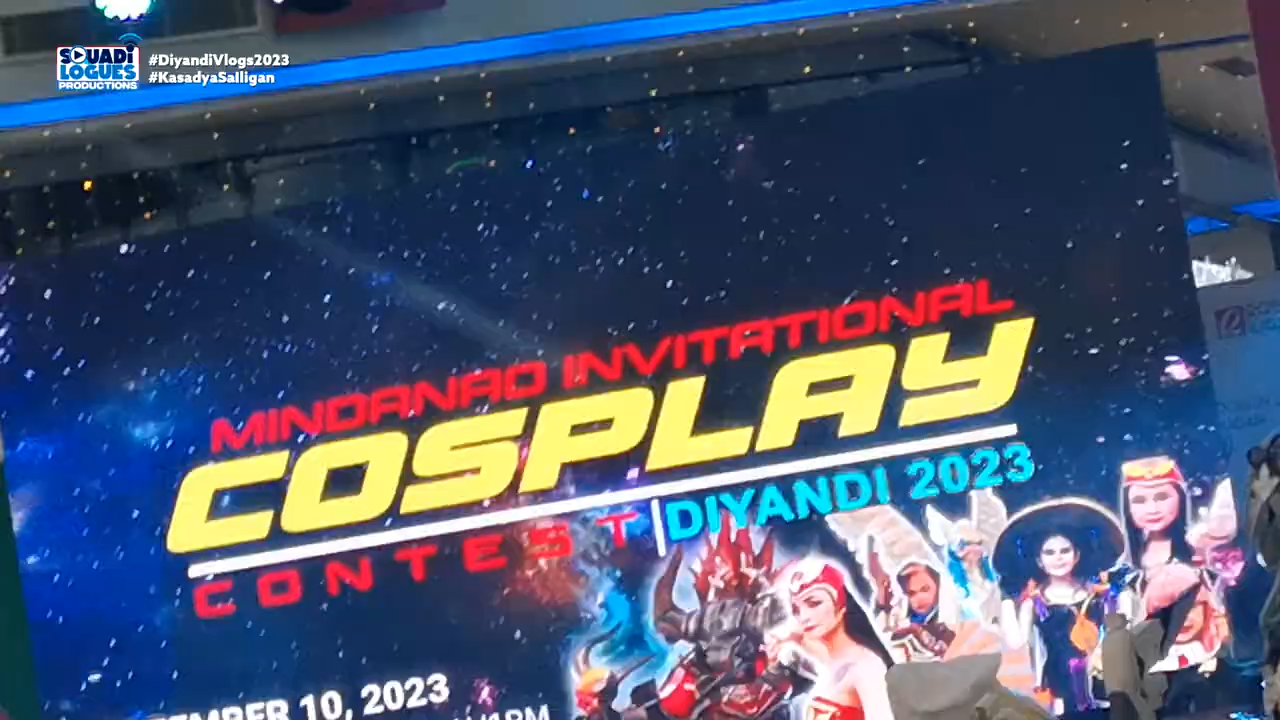 SQUADI
LOGUES
PRODUCTIONS
#DiyandiVlogs2023
#KasadyaSalligan
MINDANAO INVITATIONAL
COSPLAY
CONTEST
DIYANDI 2023
10, 2023